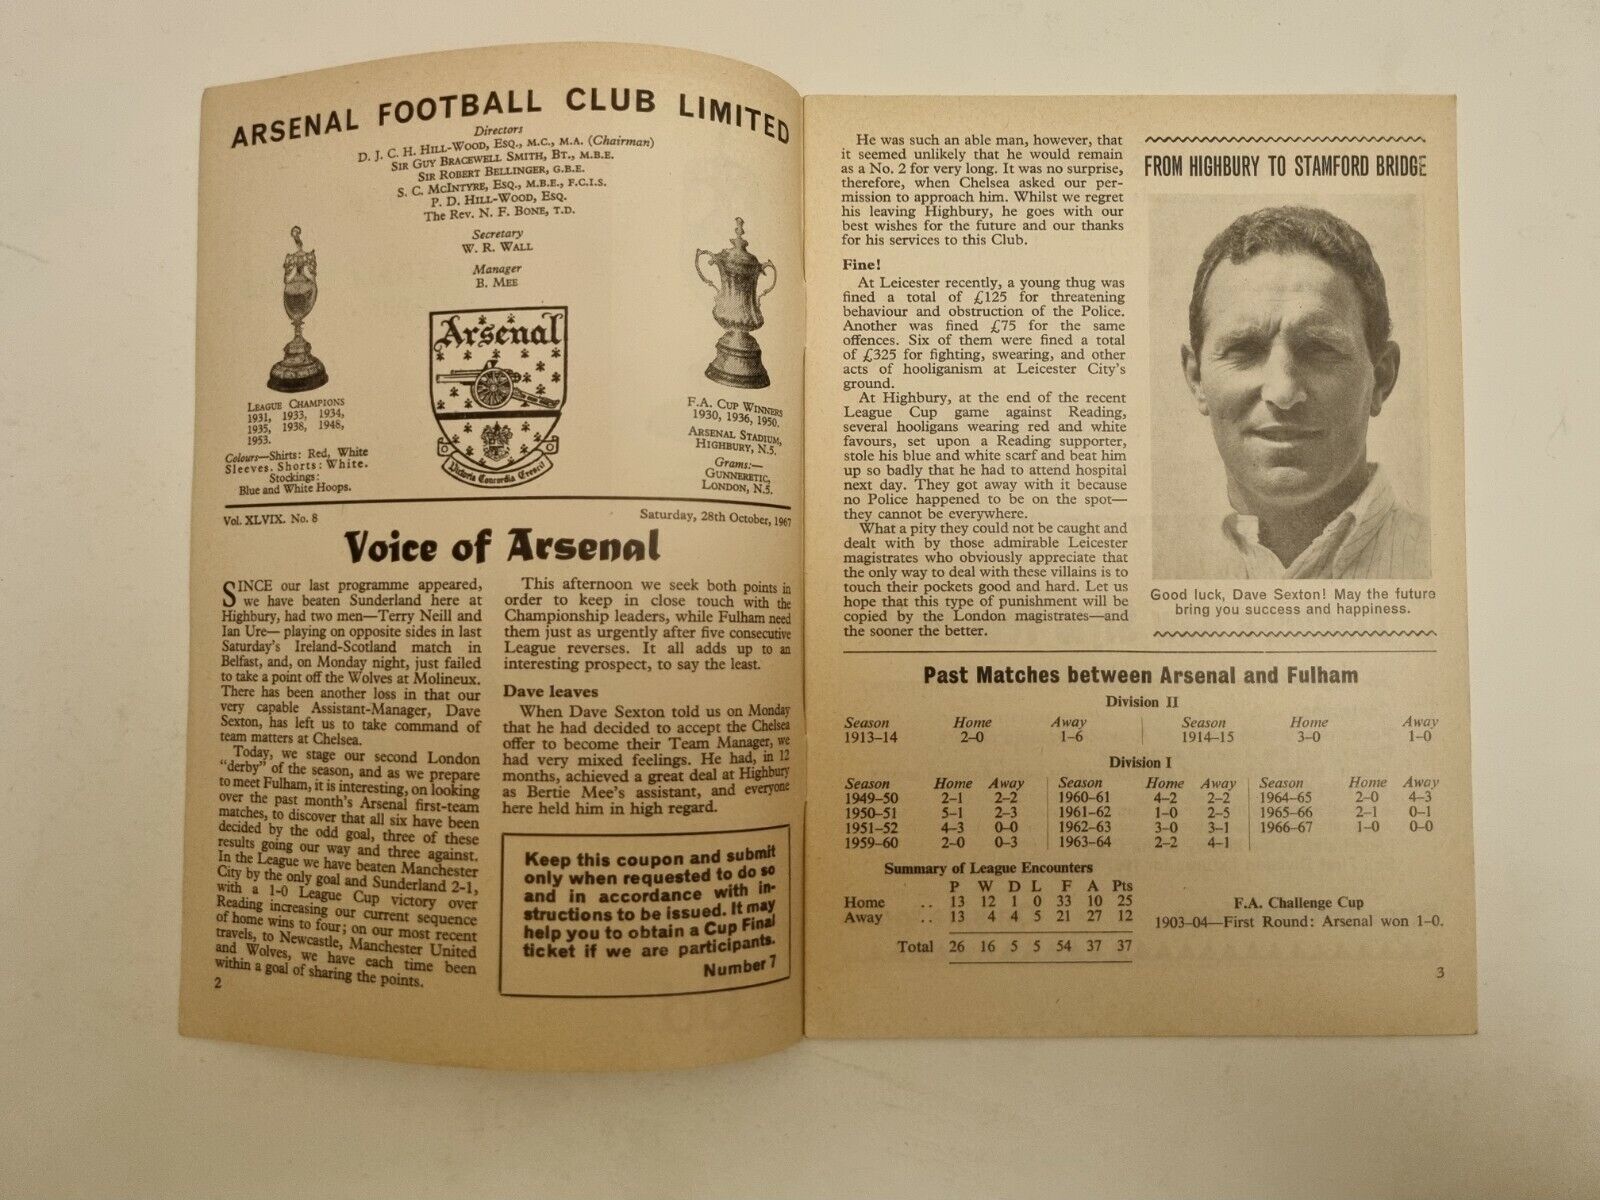 ARSENAL FOOTBALL CLUB LIMITED
Directors
D. J. C. H. HILL-WOOD, ESQ., M.C., M.A. (Chairman)
SIR GUY BRACEWELL SMITH, BT., M.B.E.
SIR ROBERT BELLINGER, G.B.E.
S. C. MCINTYRE, ESQ., M.B.E., F.C.I.S.
P. D. HILL-WOOD, ESQ.
The Rev. N. F. BONE, T.D.
Secretary
W. R. WALL
Manager
B. MEE
Arsenal
Victoria Concordia Crescit
LEAGUE CHAMPIONS
1931, 1933, 1934,
1935, 1938, 1948,
1953.
Colours—Shirts: Red, White
Sleeves. Shorts: White.
Stockings:
Blue and White Hoops.
F.A. CUP WINNERS
1930, 1936, 1950.
ARSENAL STADIUM,
HIGHBURY, N.5.
Grams:—
GUNNERETIC,
LONDON, N.5.
Vol. XLVIX. No. 8
Saturday, 28th October, 1967
Voice of Arsenal
SINCE our last programme appeared,
we have beaten Sunderland here at
Highbury, had two men—Terry Neill and
Ian Ure— playing on opposite sides in last
Saturday's Ireland-Scotland match in
Belfast, and, on Monday night, just failed
to take a point off the Wolves at Molineux.
There has been another loss in that our
very capable Assistant-Manager, Dave
Sexton, has left us to take command of
team matters at Chelsea.
Today, we stage our second London
"derby" of the season, and as we prepare
to meet Fulham, it is interesting, on looking
over the past month's Arsenal first-team
matches, to discover that all six have been
decided by the odd goal, three of these
results going our way and three against.
In the League we have beaten Manchester
City by the only goal and Sunderland 2-1,
with a 1-0 League Cup victory over
Reading increasing our current sequence
of home wins to four; on our most recent
travels, to Newcastle, Manchester United
and Wolves, we have each time been
within a goal of sharing the points.
2
This afternoon we seek both points in
order to keep in close touch with the
Championship leaders, while Fulham need
them just as urgently after five consecutive
League reverses. It all adds up to an
interesting prospect, to say the least.
Dave leaves
When Dave Sexton told us on Monday
that he had decided to accept the Chelsea
offer to become their Team Manager, we
had very mixed feelings. He had, in 12
months, achieved a great deal at Highbury
as Bertie Mee's assistant, and everyone
here held him in high regard.
Keep this coupon and submit
only when requested to do so
and in accordance with in-
structions to be issued. It may
help you to obtain a Cup Final
ticket if we are participants.
Number 7
He was such an able man, however, that
it seemed unlikely that he would remain
as a No. 2 for very long. It was no surprise,
therefore, when Chelsea asked our per-
mission to approach him. Whilst we regret
his leaving Highbury, he goes with our
best wishes for the future and our thanks
for his services to this Club.
Fine!
At Leicester recently, a young thug was
fined a total of £125 for threatening
behaviour and obstruction of the Police.
Another was fined £75 for the same
offences. Six of them were fined a total
of £325 for fighting, swearing, and other
acts of hooliganism at Leicester City's
ground.
At Highbury, at the end of the recent
League Cup game against Reading,
several hooligans wearing red and white
favours, set upon a Reading supporter,
stole his blue and white scarf and beat him
up so badly that he had to attend hospital
next day. They got away with it because
no Police happened to be on the spot—
they cannot be everywhere.
What a pity they could not be caught and
dealt with by those admirable Leicester
magistrates who obviously appreciate that
the only way to deal with these villains is to
touch their pockets good and hard. Let us
hope that this type of punishment will be
copied by the London magistrates—and
the sooner the better.
FROM HIGHBURY TO STAMFORD BRIDGE
Good luck, Dave Sexton! May the future
bring you success and happiness.
Past Matches between Arsenal and Fulham
Division II
Season Home Away Season Home Away
1913–14 2–0 1–6 1914–15 3–0 1–0
Division I
Season Home Away Season Home Away Season Home Away
1949–50 2–1 2–2 1960–61 4–2 2–2 1964–65 2–0 4–3
1950–51 5–1 2–3 1961–62 1–0 2–5 1965–66 2–1 0–1
1951–52 4–3 0–0 1962–63 3–0 3–1 1966–67 1–0 0–0
1959–60 2–0 0–3 1963–64 2–2 4–1
Summary of League Encounters
P W D L F A Pts
Home .. 13 12 1 0 33 10 25
Away .. 13 4 4 5 21 27 12
Total 26 16 5 5 54 37 37
F.A. Challenge Cup
1903-04—First Round: Arsenal won 1-0.
3